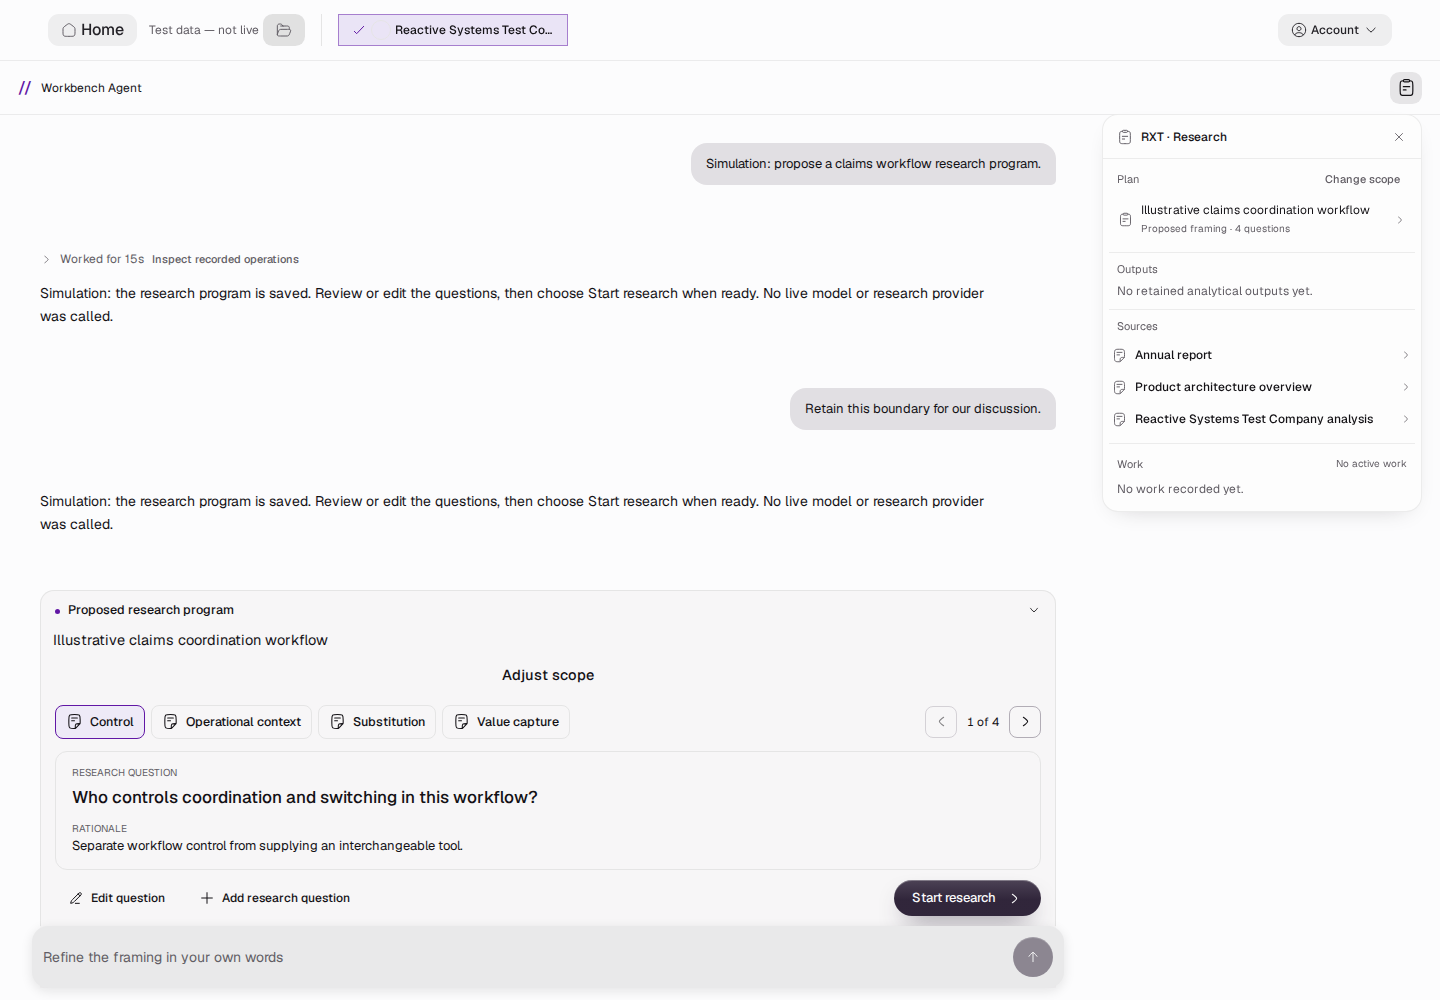 Home
Test data — not live
Reactive Systems Test Co...
Account
// Workbench Agent
Simulation: propose a claims workflow research program.
Worked for 15s Inspect recorded operations
Simulation: the research program is saved. Review or edit the questions, then choose Start research when ready. No live model or research provider
was called.
Retain this boundary for our discussion.
Simulation: the research program is saved. Review or edit the questions, then choose Start research when ready. No live model or research provider
was called.
Proposed research program
Illustrative claims coordination workflow
Adjust scope
Control
Operational context
Substitution
Value capture
1 of 4
RESEARCH QUESTION
Who controls coordination and switching in this workflow?
RATIONALE
Separate workflow control from supplying an interchangeable tool.
Edit question
Add research question
Start research
Refine the framing in your own words
RXT · Research
Plan
Change scope
Illustrative claims coordination workflow
Proposed framing · 4 questions
Outputs
No retained analytical outputs yet.
Sources
Annual report
Product architecture overview
Reactive Systems Test Company analysis
Work
No active work
No work recorded yet.